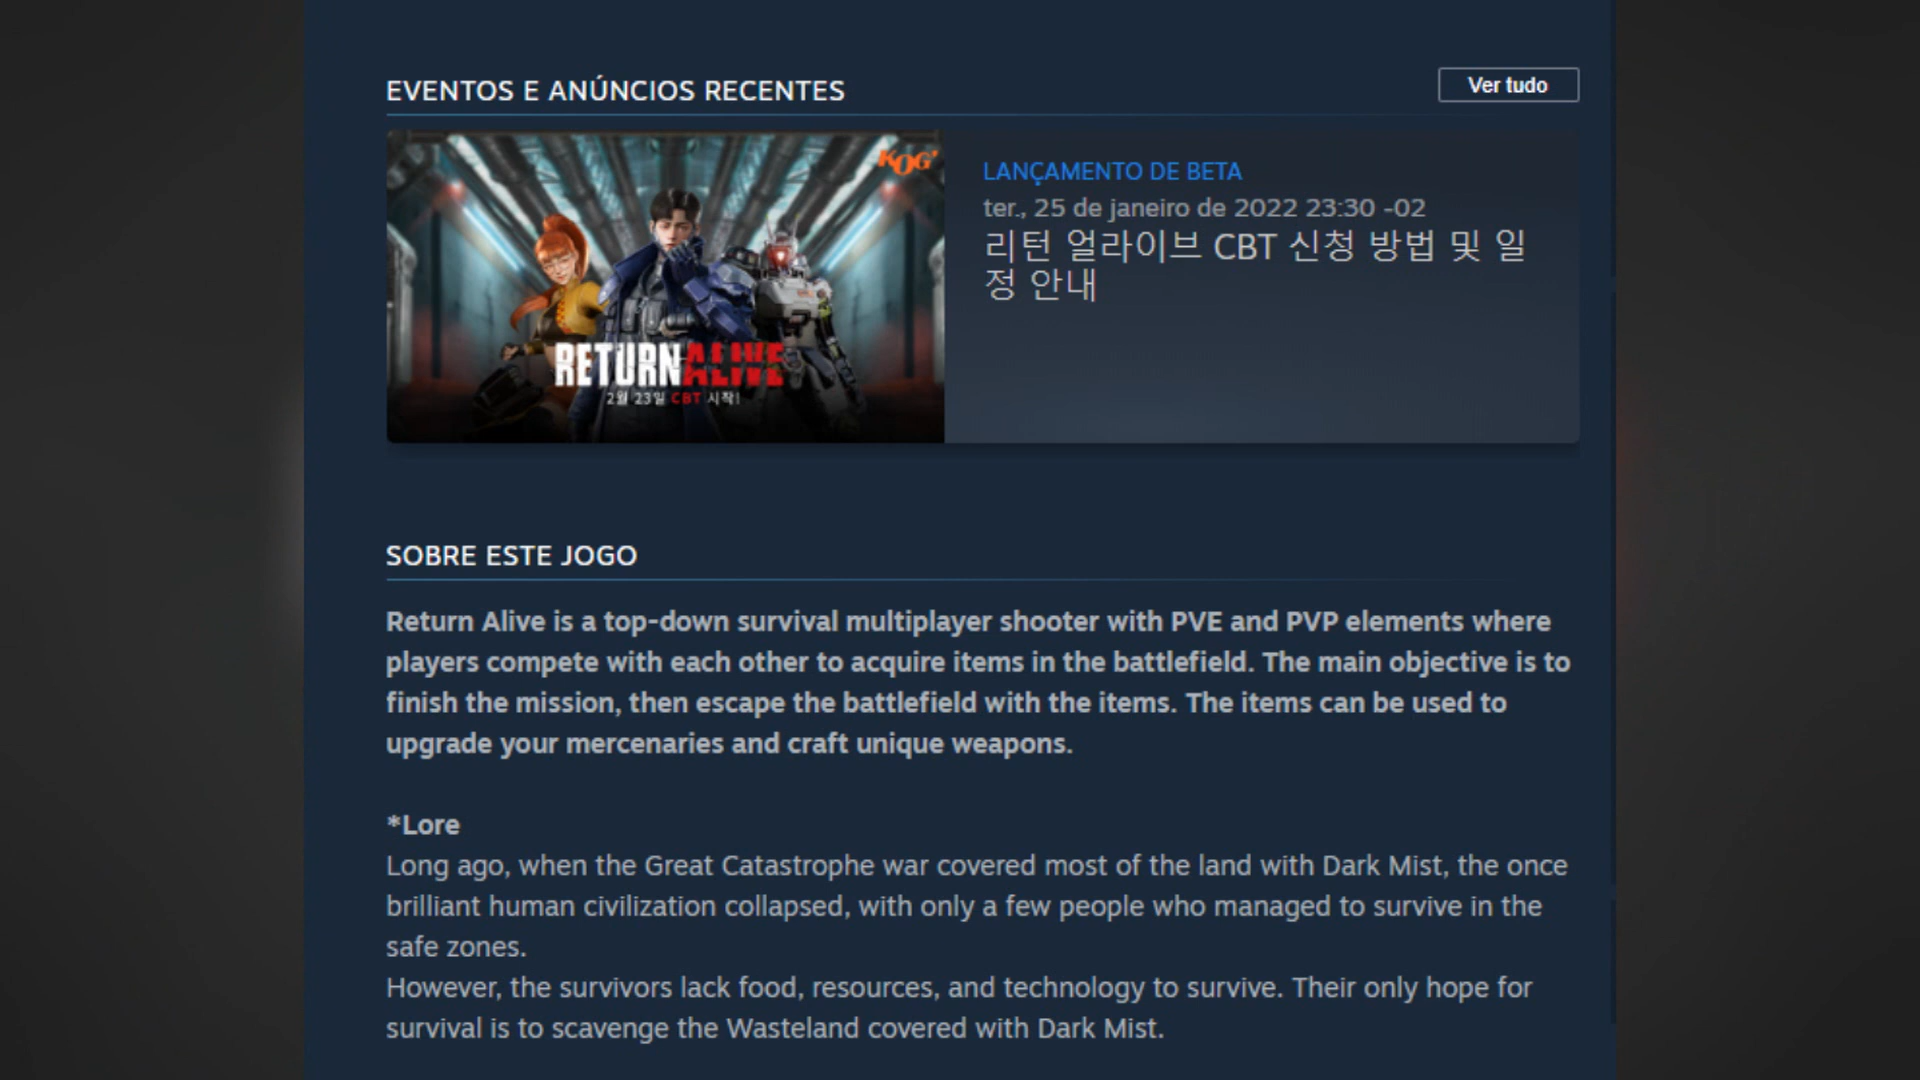 EVENTOS E ANÚNCIOS RECENTES
Ver tudo
KOG
RETURN ALIVE
2월 23일 CBT 시작!
LANÇAMENTO DE BETA
ter., 25 de janeiro de 2022 23:30 -02
리턴 얼라이브 CBT 신청 방법 및 일
정 안내
SOBRE ESTE JOGO
Return Alive is a top-down survival multiplayer shooter with PVE and PVP elements where
players compete with each other to acquire items in the battlefield. The main objective is to
finish the mission, then escape the battlefield with the items. The items can be used to
upgrade your mercenaries and craft unique weapons.
*Lore
Long ago, when the Great Catastrophe war covered most of the land with Dark Mist, the once
brilliant human civilization collapsed, with only a few people who managed to survive in the
safe zones.
However, the survivors lack food, resources, and technology to survive. Their only hope for
survival is to scavenge the Wasteland covered with Dark Mist.